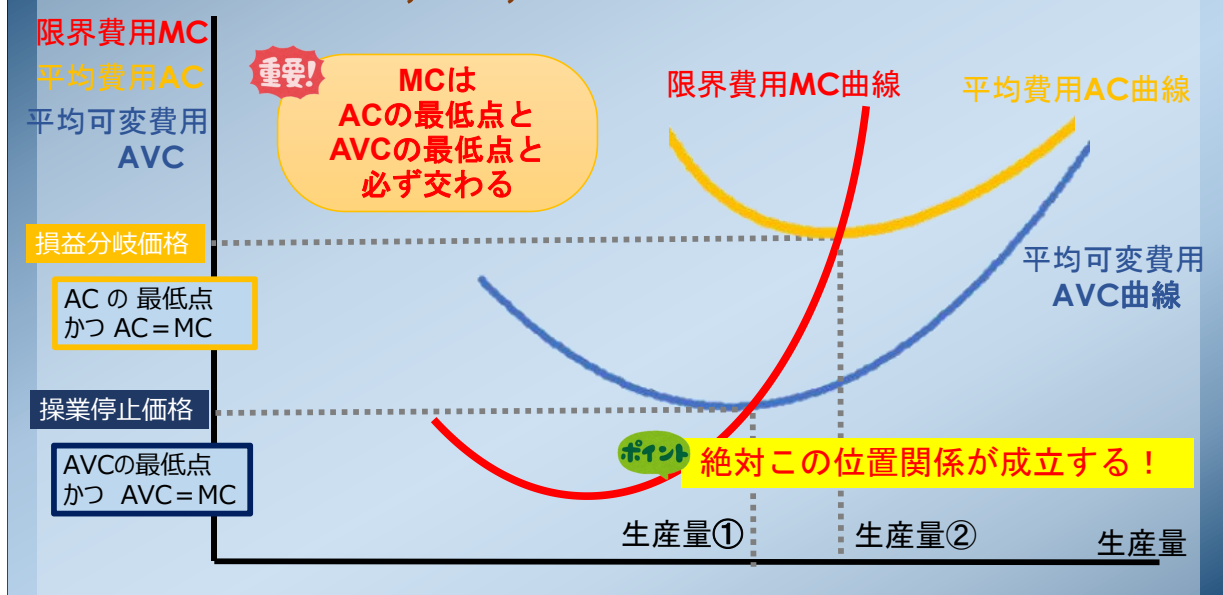 限界費用MC
平均費用AC
平均可変費用
AVC
重要!
MCは
ACの最低点と
AVCの最低点と
必ず交わる
限界費用MC曲線
平均費用AC曲線
損益分岐価格
AC の 最低点
かつ AC=MC
平均可変費用
AVC曲線
操業停止価格
AVCの最低点
かつ AVC=MC
ポイント
絶対この位置関係が成立する!
生産量①
生産量②
生産量